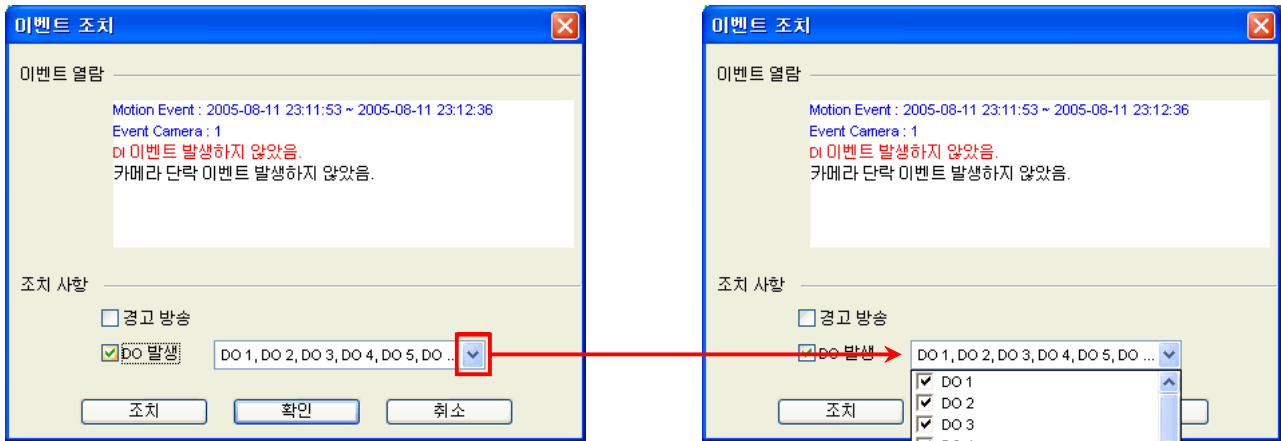 이벤트 조치
이벤트 열람
Motion Event : 2005-08-11 23:11:53 ~ 2005-08-11 23:12:36
Event Camera : 1
DI 이벤트 발생하지 않았음.
카메라 단락 이벤트 발생하지 않았음.
조치 사항
경고 방송
DO 발생
DO 1, DO 2, DO 3, DO 4, DO 5, DO ..
조치
확인
취소
이벤트 조치
이벤트 열람
Motion Event : 2005-08-11 23:11:53 ~ 2005-08-11 23:12:36
Event Camera : 1
DI 이벤트 발생하지 않았음.
카메라 단락 이벤트 발생하지 않았음.
조치 사항
경고 방송
DO 발생
DO 1, DO 2, DO 3, DO 4, DO 5, DO ...
DO 1
DO 2
DO 3
조치